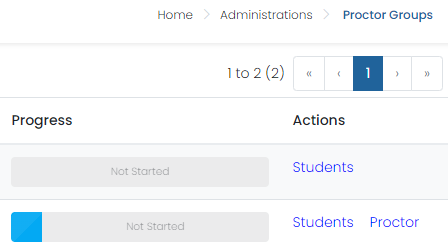 Home > Administrations > Proctor Groups
1 to 2 (2) « ‹ 1 › »
Progress Actions
Not Started Students
Not Started Students Proctor